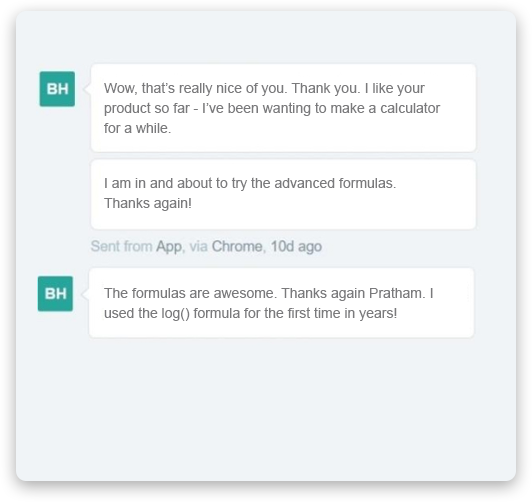 BH
Wow, that’s really nice of you. Thank you. I like your
product so far - I’ve been wanting to make a calculator
for a while.
I am in and about to try the advanced formulas.
Thanks again!
Sent from App, via Chrome, 10d ago
BH
The formulas are awesome. Thanks again Pratham. I
used the log() formula for the first time in years!